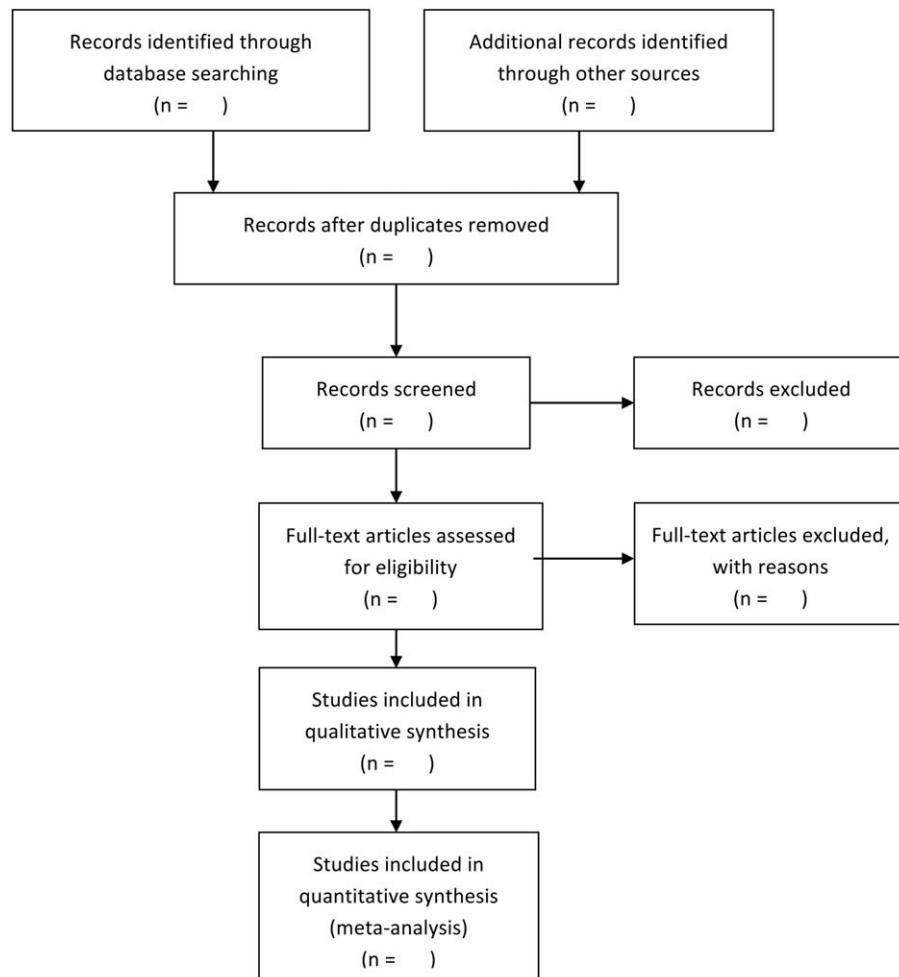 Records identified through
database searching
(n =      )
Additional records identified
through other sources
(n =      )
Records after duplicates removed
(n =      )
Records screened
(n =      )
Records excluded
(n =      )
Full-text articles assessed
for eligibility
(n =      )
Full-text articles excluded,
with reasons
(n =      )
Studies included in
qualitative synthesis
(n =      )
Studies included in
quantitative synthesis
(meta-analysis)
(n =      )